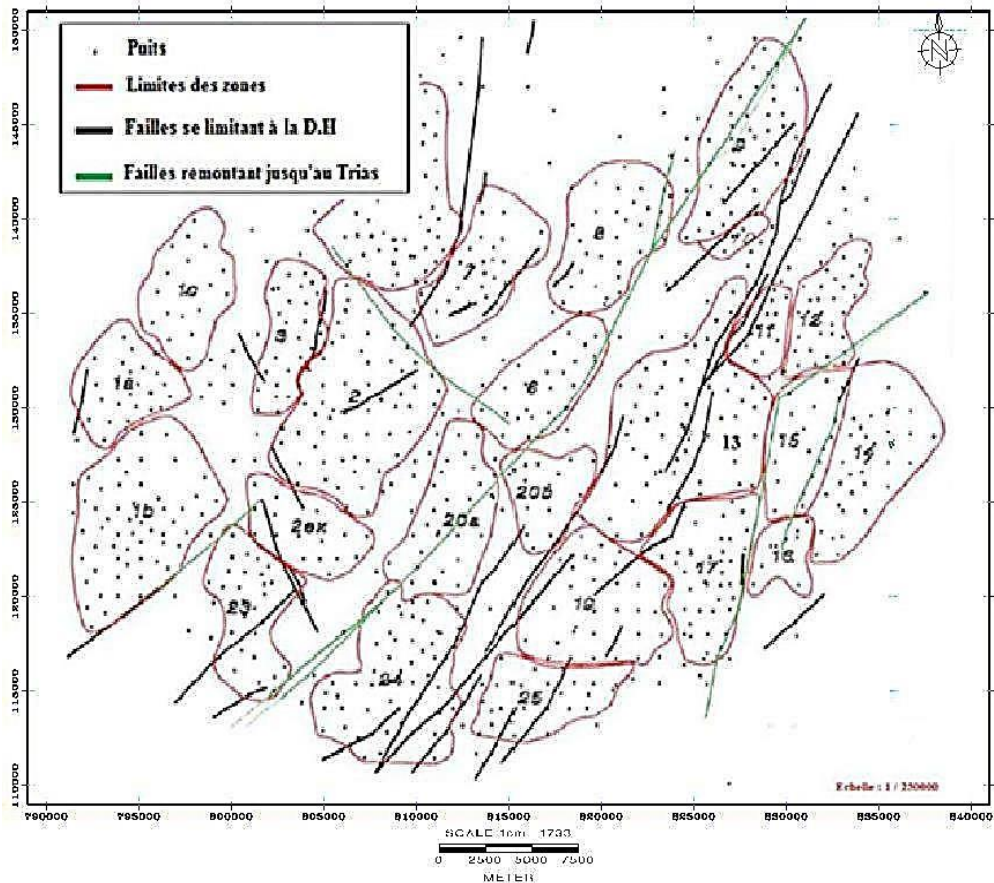 N
Puits
Limites des zones
Failles se limitant à la D.H
Failles remontant jusqu'au Trias
150000
145000
140000
135000
130000
125000
120000
115000
110000
9
8
7
1c
3
11
12
1a
2
6
13
15
14
1b
20b
2ex
20a
16
17
23
19
24
25
Echelle : 1 / 250000
790000 795000 800000 805000 810000 815000 820000 825000 830000 835000 840000
SCALE 1cm 1733
0 2500 5000 7500
METER